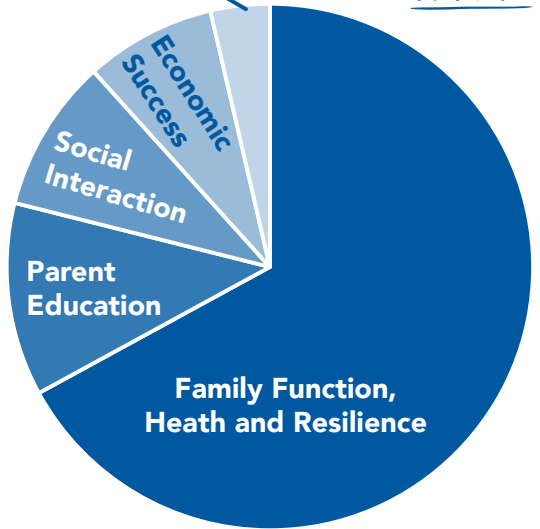 Economic
Success
Social
Interaction
Parent
Education
Family Function,
Heath and Resilience